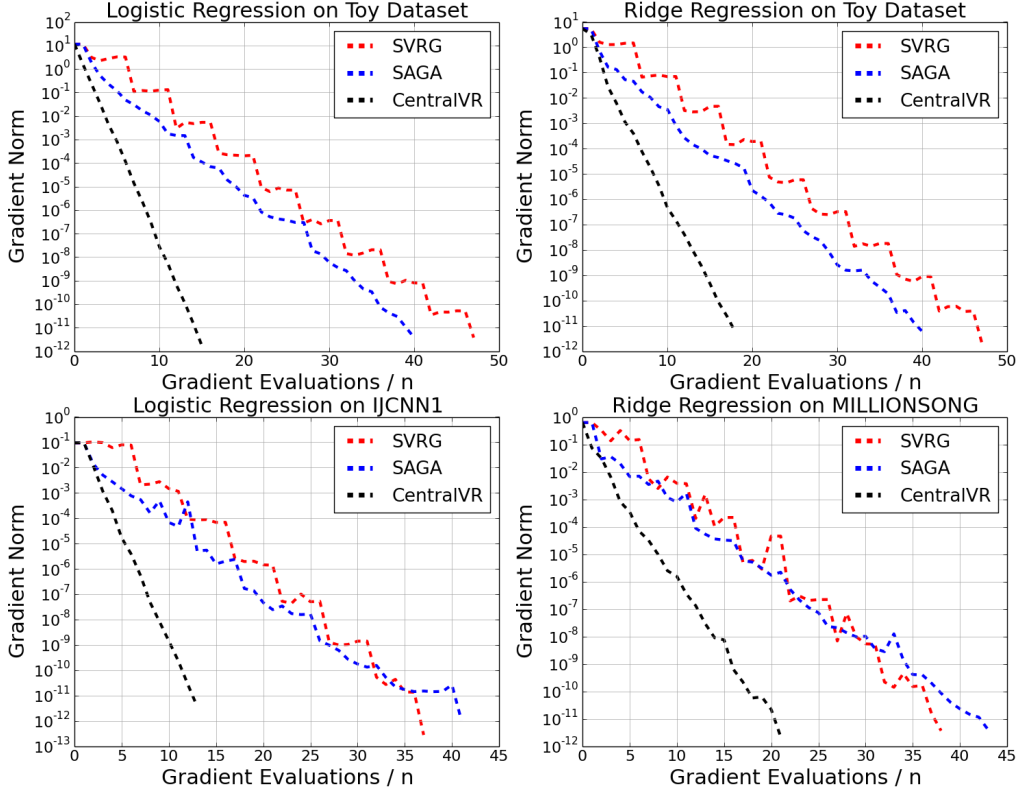 Logistic Regression on Toy Dataset
Gradient Norm
10^2
10^1
10^0
10^-1
10^-2
10^-3
10^-4
10^-5
10^-6
10^-7
10^-8
10^-9
10^-10
10^-11
10^-12
SVRG
SAGA
CentralVR
0 10 20 30 40 50
Gradient Evaluations / n
Ridge Regression on Toy Dataset
Gradient Norm
10^1
10^0
10^-1
10^-2
10^-3
10^-4
10^-5
10^-6
10^-7
10^-8
10^-9
10^-10
10^-11
10^-12
SVRG
SAGA
CentralVR
0 10 20 30 40 50
Gradient Evaluations / n
Logistic Regression on IJCNN1
Gradient Norm
10^0
10^-1
10^-2
10^-3
10^-4
10^-5
10^-6
10^-7
10^-8
10^-9
10^-10
10^-11
10^-12
10^-13
SVRG
SAGA
CentralVR
0 5 10 15 20 25 30 35 40 45
Gradient Evaluations / n
Ridge Regression on MILLIONSONG
Gradient Norm
10^0
10^-1
10^-2
10^-3
10^-4
10^-5
10^-6
10^-7
10^-8
10^-9
10^-10
10^-11
10^-12
SVRG
SAGA
CentralVR
0 5 10 15 20 25 30 35 40 45
Gradient Evaluations / n